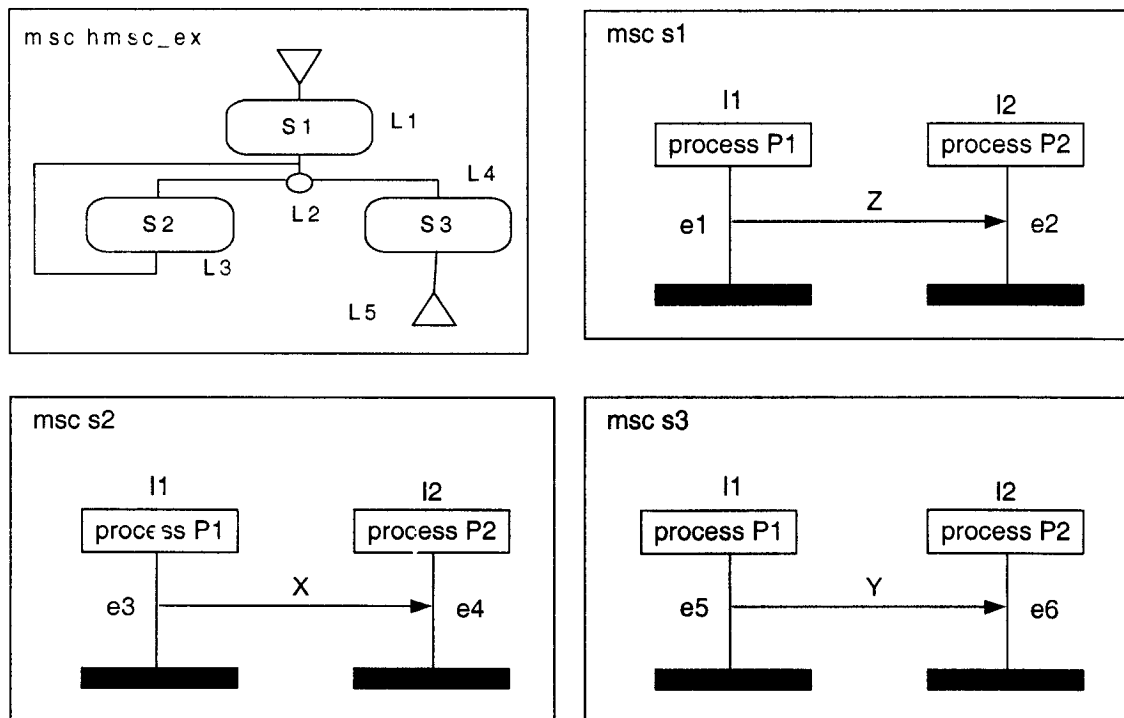 msc hmsc_ex
S1
L1
L4
S2
L2
S3
L3
L5
msc s1
I1
I2
process P1
process P2
Z
e1
e2
msc s2
I1
I2
process P1
process P2
X
e3
e4
msc s3
I1
I2
process P1
process P2
Y
e5
e6